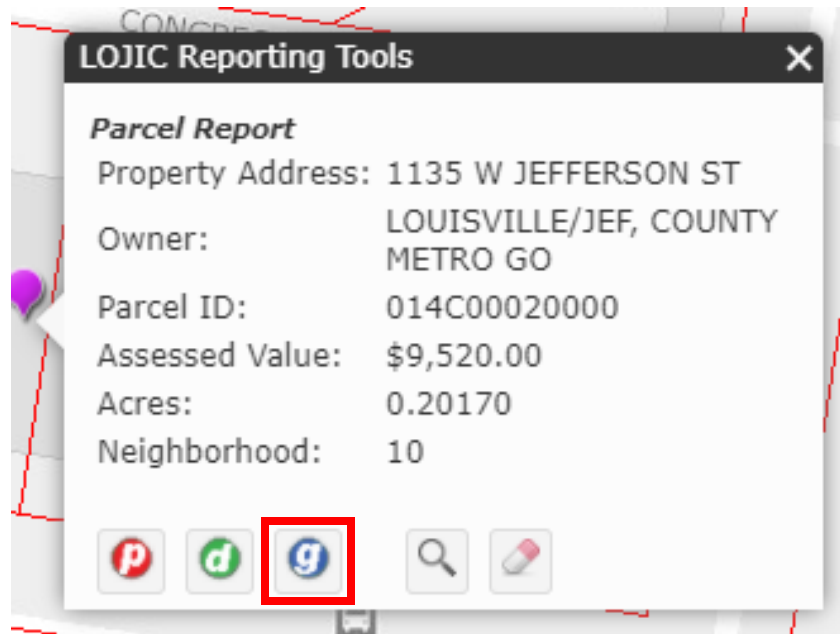 CONGRE
LOJIC Reporting Tools
Parcel Report
Property Address: 1135 W JEFFERSON ST
Owner: LOUISVILLE/JEF, COUNTY
METRO GO
Parcel ID: 014C00020000
Assessed Value: $9,520.00
Acres: 0.20170
Neighborhood: 10
p d g